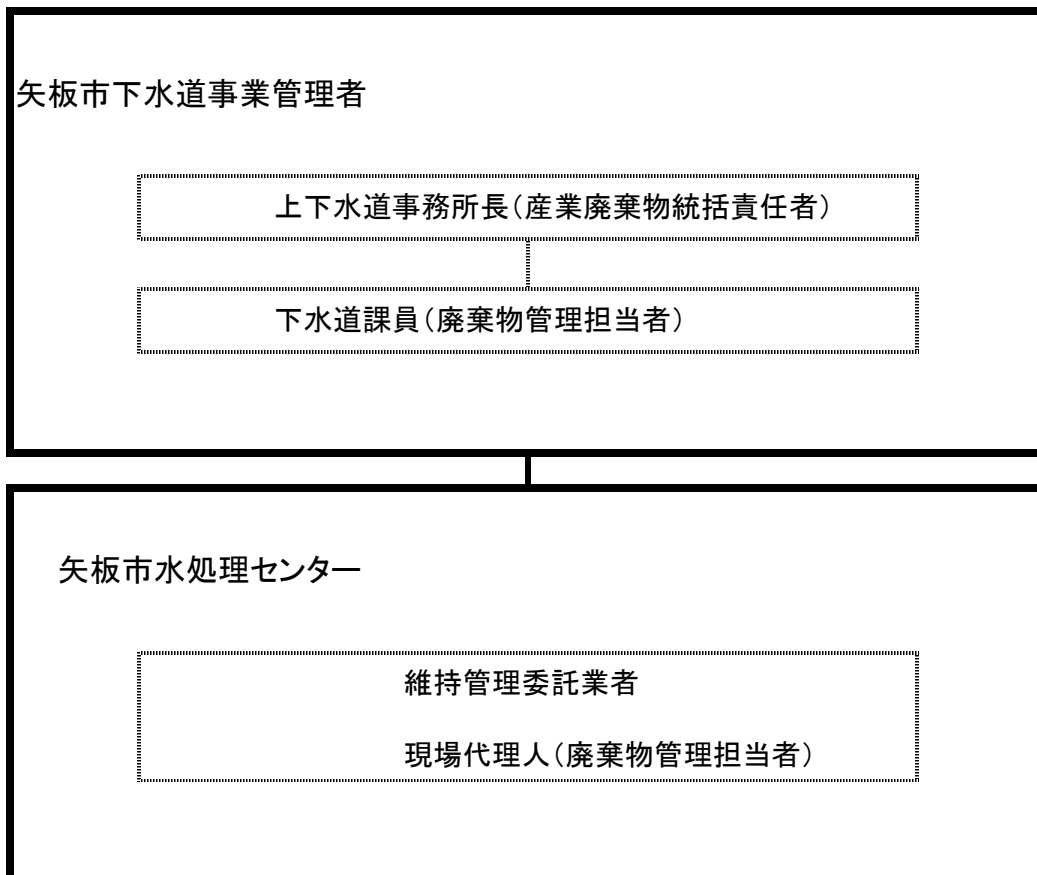 矢板市下水道事業管理者
上下水道事務所長(産業廃棄物統括責任者)
下水道課員(廃棄物管理担当者)
矢板市水処理センター
維持管理委託業者
現場代理人(廃棄物管理担当者)